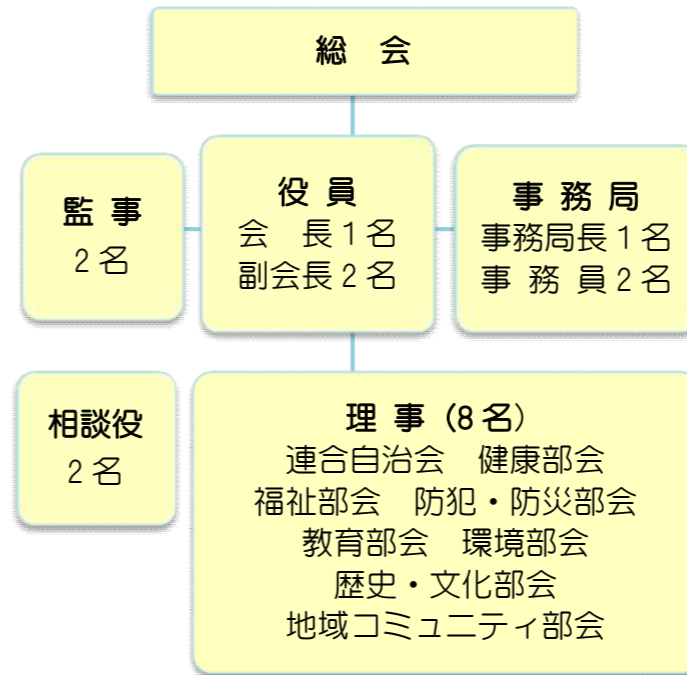 総　会
監 事
2名
役 員
会　長1名
副会長2名
事 務 局
事務局長1名
事 務 員2名
相談役
2名
理 事（8名）
連合自治会　健康部会
福祉部会　防犯・防災部会
教育部会　環境部会
歴史・文化部会
地域コミュニティ部会